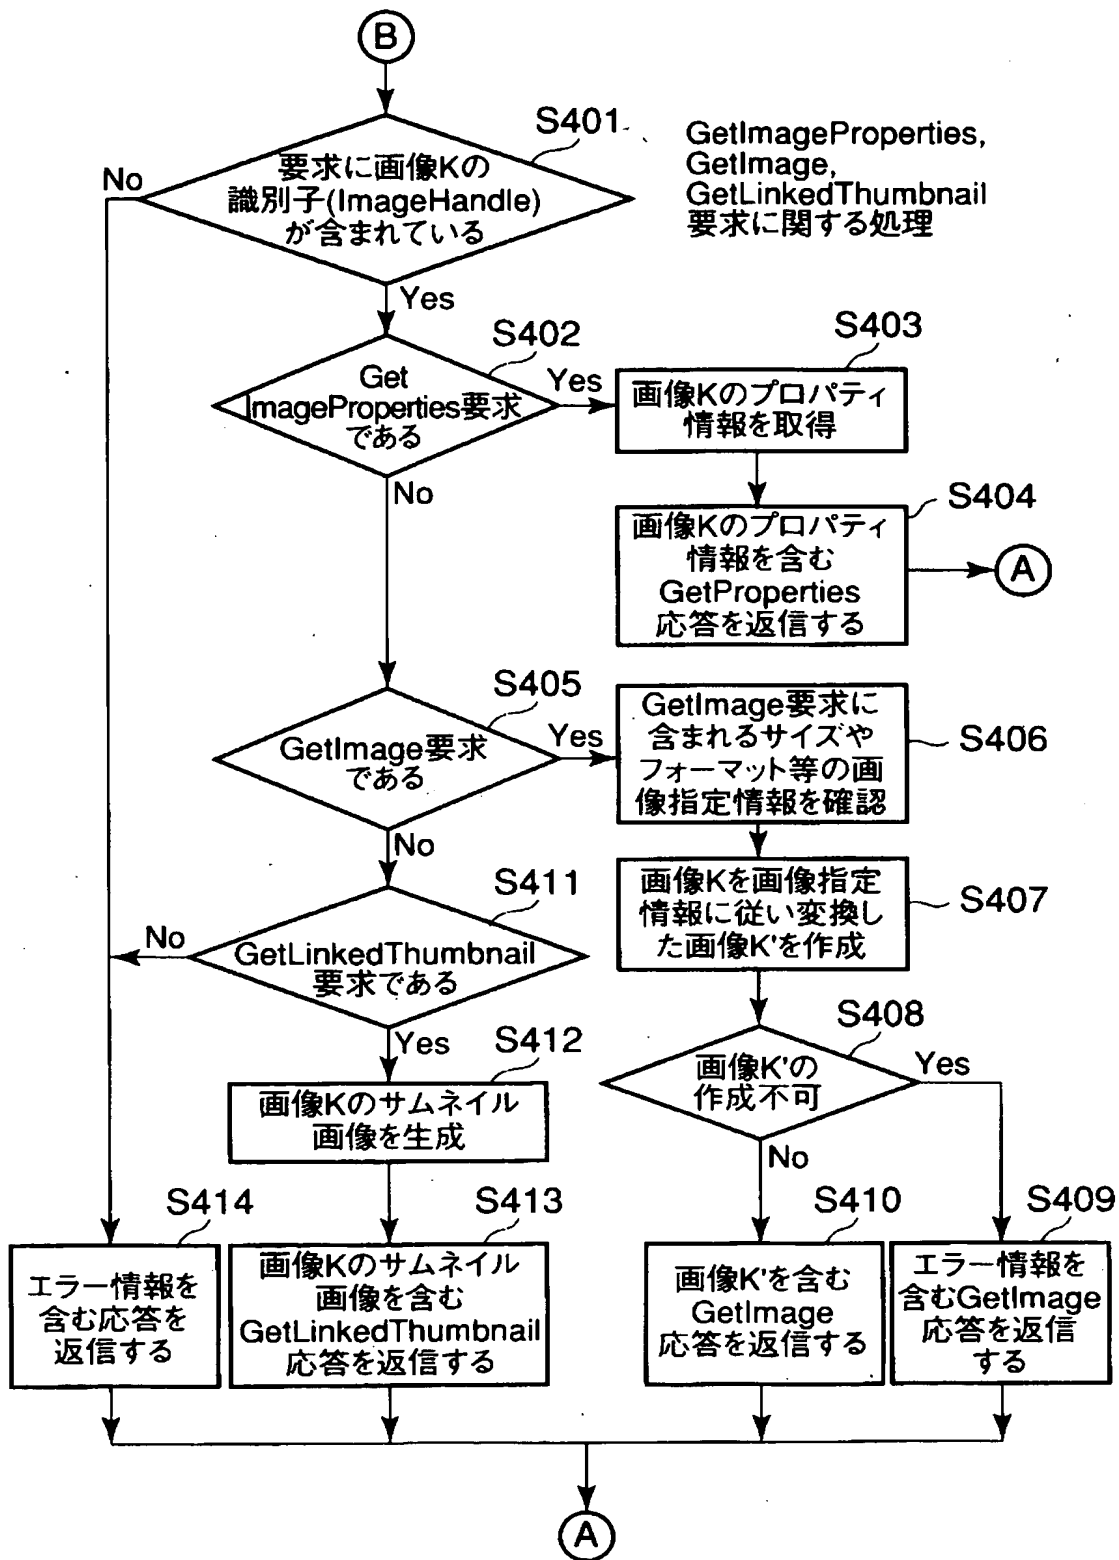 B
S401
要求に画像Kの
識別子(ImageHandle)
が含まれている
No
Yes
GetImageProperties,
GetImage,
GetLinkedThumbnail
要求に関する処理
S402
Get
ImageProperties要求
である
Yes
No
S403
画像Kのプロパティ
情報を取得
S404
画像Kのプロパティ
情報を含む
GetProperties
応答を返信する
A
S405
GetImage要求
である
Yes
No
GetImage要求に
含まれるサイズや
フォーマット等の画
像指定情報を確認
S406
S411
GetLinkedThumbnail
要求である
No
Yes
画像Kを画像指定
情報に従い変換し
た画像K'を作成
S407
S408
画像K'の
作成不可
Yes
No
S412
画像Kのサムネイル
画像を生成
S414
エラー情報を
含む応答を
返信する
S413
画像Kのサムネイル
画像を含む
GetLinkedThumbnail
応答を返信する
S410
画像K'を含む
GetImage
応答を返信する
S409
エラー情報を
含むGetImage
応答を返信
する
A